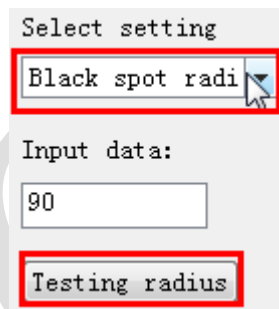 Select setting
Black spot radi
Input data:
90
Testing radius